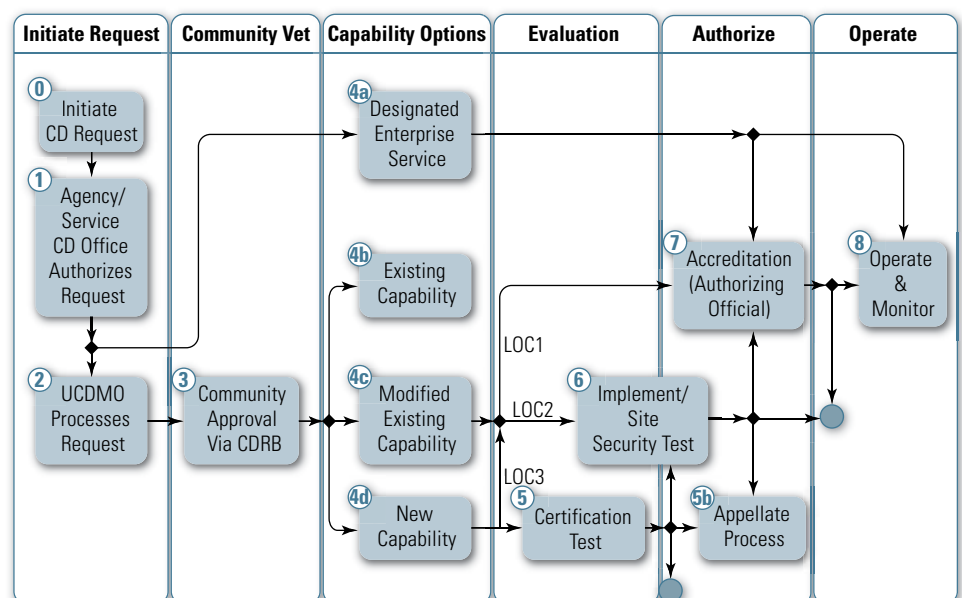 Initiate Request
Community Vet
Capability Options
Evaluation
Authorize
Operate
0
Initiate
CD Request
1
Agency/
Service
CD Office
Authorizes
Request
2
UCDMO
Processes
Request
3
Community
Approval
Via CDRB
4a
Designated
Enterprise
Service
4b
Existing
Capability
4c
Modified
Existing
Capability
4d
New
Capability
LOC1
LOC2
LOC3
5
Certification
Test
6
Implement/
Site
Security Test
7
Accreditation
(Authorizing
Official)
5b
Appellate
Process
8
Operate
&
Monitor